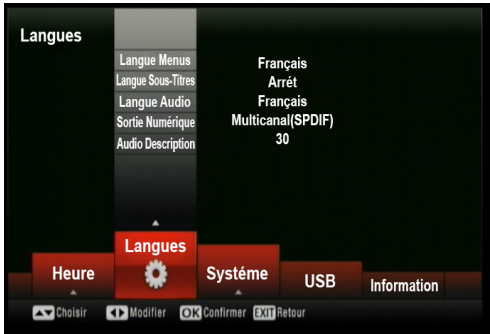 Langues
Langue Menus Français
Langue Sous-Titres Arrét
Langue Audio Français
Sortie Numérique Multicanal(SPDIF)
Audio Description 30
Heure Langues Systéme USB Information
Choisir Modifier OK Confirmer EXIT Retour